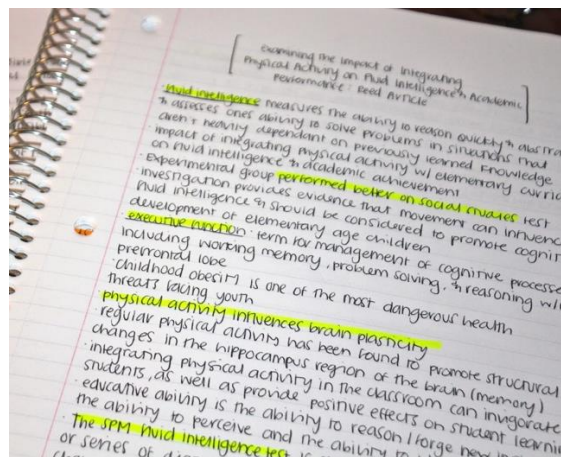 Examining the Impact of Integrating
Physical Activity on Fluid Intelligence & Academic
Performance: Reed Article
· Fluid intelligence measures the ability to reason quickly & abstra
& assesses ones ability to solve problems in situations that
aren't heavily dependant on previously learned knowledge
· impact of integrating physical activity w/ elementary curric
on fluid intelligence & academic achievement
· Experimental group performed better on social studies test
· investigation provides evidence that movement can influenc
fluid intelligence & should be considered to promote cognit
development of elementary age children
· executive function: term for management of cognitive processe
including working memory, problem solving, & reasoning w/
prefrontal lobe
· Childhood obesity is one of the most dangerous health
threats facing youth
physical activity influences brain plasticity
· regular physical activity has been found to promote structural
changes in the hippocampus region of the brain (memory)
· integrating physical activity in the classroom can invigorate
students, as well as provide positive effects on student learnin
· educative ability is the ability to reason / forge new in
the ability to perceive and the ability to
· The SPM fluid intelligence test is
or series of